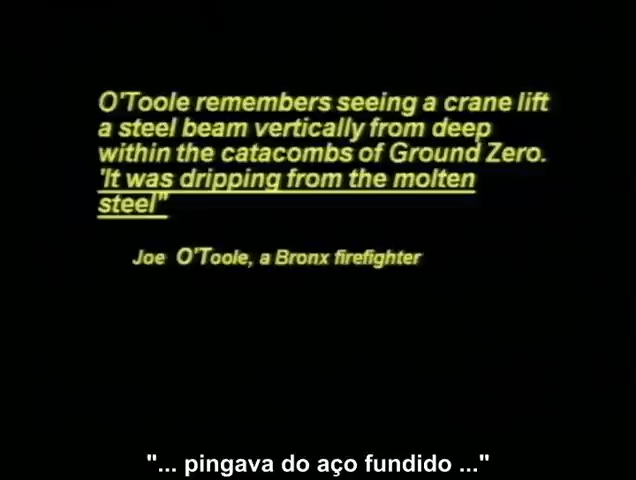 O'Toole remembers seeing a crane lift
a steel beam vertically from deep
within the catacombs of Ground Zero.
'It was dripping from the molten
steel"
Joe O'Toole, a Bronx firefighter
"... pingava do aço fundido ..."